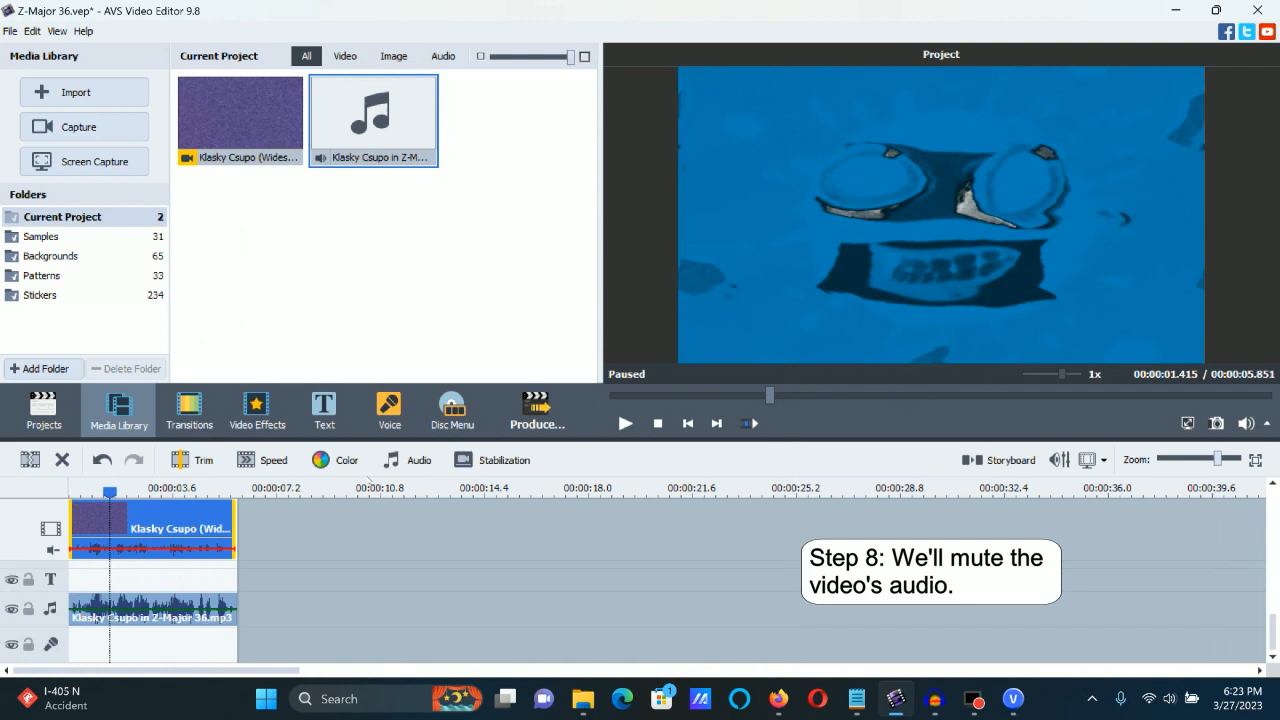 Z-Major 36.vep* - AVS Video Editor 9.8
File Edit View Help
Media Library
Current Project
All
Video
Image
Audio
Project
Import
Capture
Screen Capture
Klasky Csupo (Wides...
Klasky Csupo in Z-M...
Folders
Current Project 2
Samples 31
Backgrounds 65
Patterns 33
Stickers 234
Add Folder
Delete Folder
Paused
1x
00:00:01.415 / 00:00:05.851
Projects
Media Library
Transitions
Video Effects
Text
Voice
Disc Menu
Produce...
Trim
Speed
Color
Audio
Stabilization
Storyboard
Zoom:
00:00:03.6
00:00:07.2
00:00:10.8
00:00:14.4
00:00:18.0
00:00:21.6
00:00:25.2
00:00:28.8
00:00:32.4
00:00:36.0
00:00:39.6
Klasky Csupo (Wid...
T
Klasky Csupo in Z-Major 36.mp3
Step 8: We'll mute the
video's audio.
I-405 N
Accident
Search
1
V
6:23 PM
3/27/2023